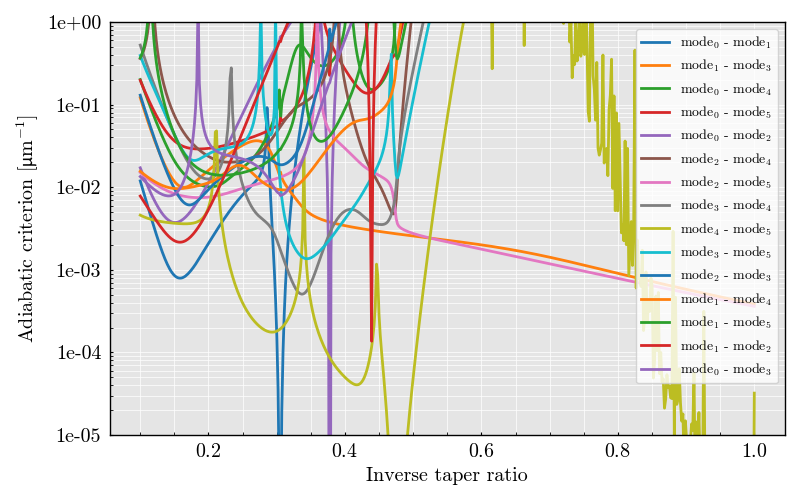 1e+00
1e-01
1e-02
1e-03
1e-04
1e-05
Adiabatic criterion [μm⁻¹]
0.2 0.4 0.6 0.8 1.0
Inverse taper ratio
mode₀ - mode₁
mode₁ - mode₃
mode₀ - mode₄
mode₀ - mode₅
mode₀ - mode₂
mode₂ - mode₄
mode₂ - mode₅
mode₃ - mode₄
mode₄ - mode₅
mode₃ - mode₅
mode₂ - mode₃
mode₁ - mode₄
mode₁ - mode₅
mode₁ - mode₂
mode₀ - mode₃